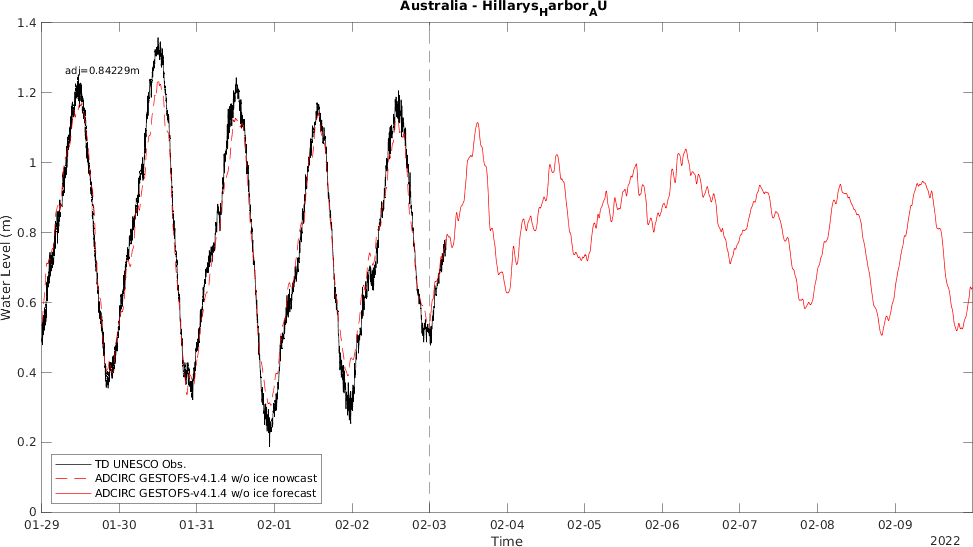 Australia - Hillarys_Harbor_AU
adj=0.84229m
1.4
1.2
1
0.8
0.6
0.4
0.2
0
Water Level (m)
TD UNESCO Obs.
ADCIRC GESTOFS-v4.1.4 w/o ice nowcast
ADCIRC GESTOFS-v4.1.4 w/o ice forecast
01-29 01-30 01-31 02-01 02-02 02-03 02-04 02-05 02-06 02-07 02-08 02-09
Time
2022